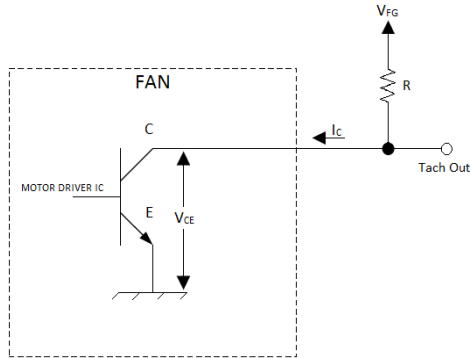 VFG
FAN
R
C
IC
Tach Out
MOTOR DRIVER IC
E
VCE